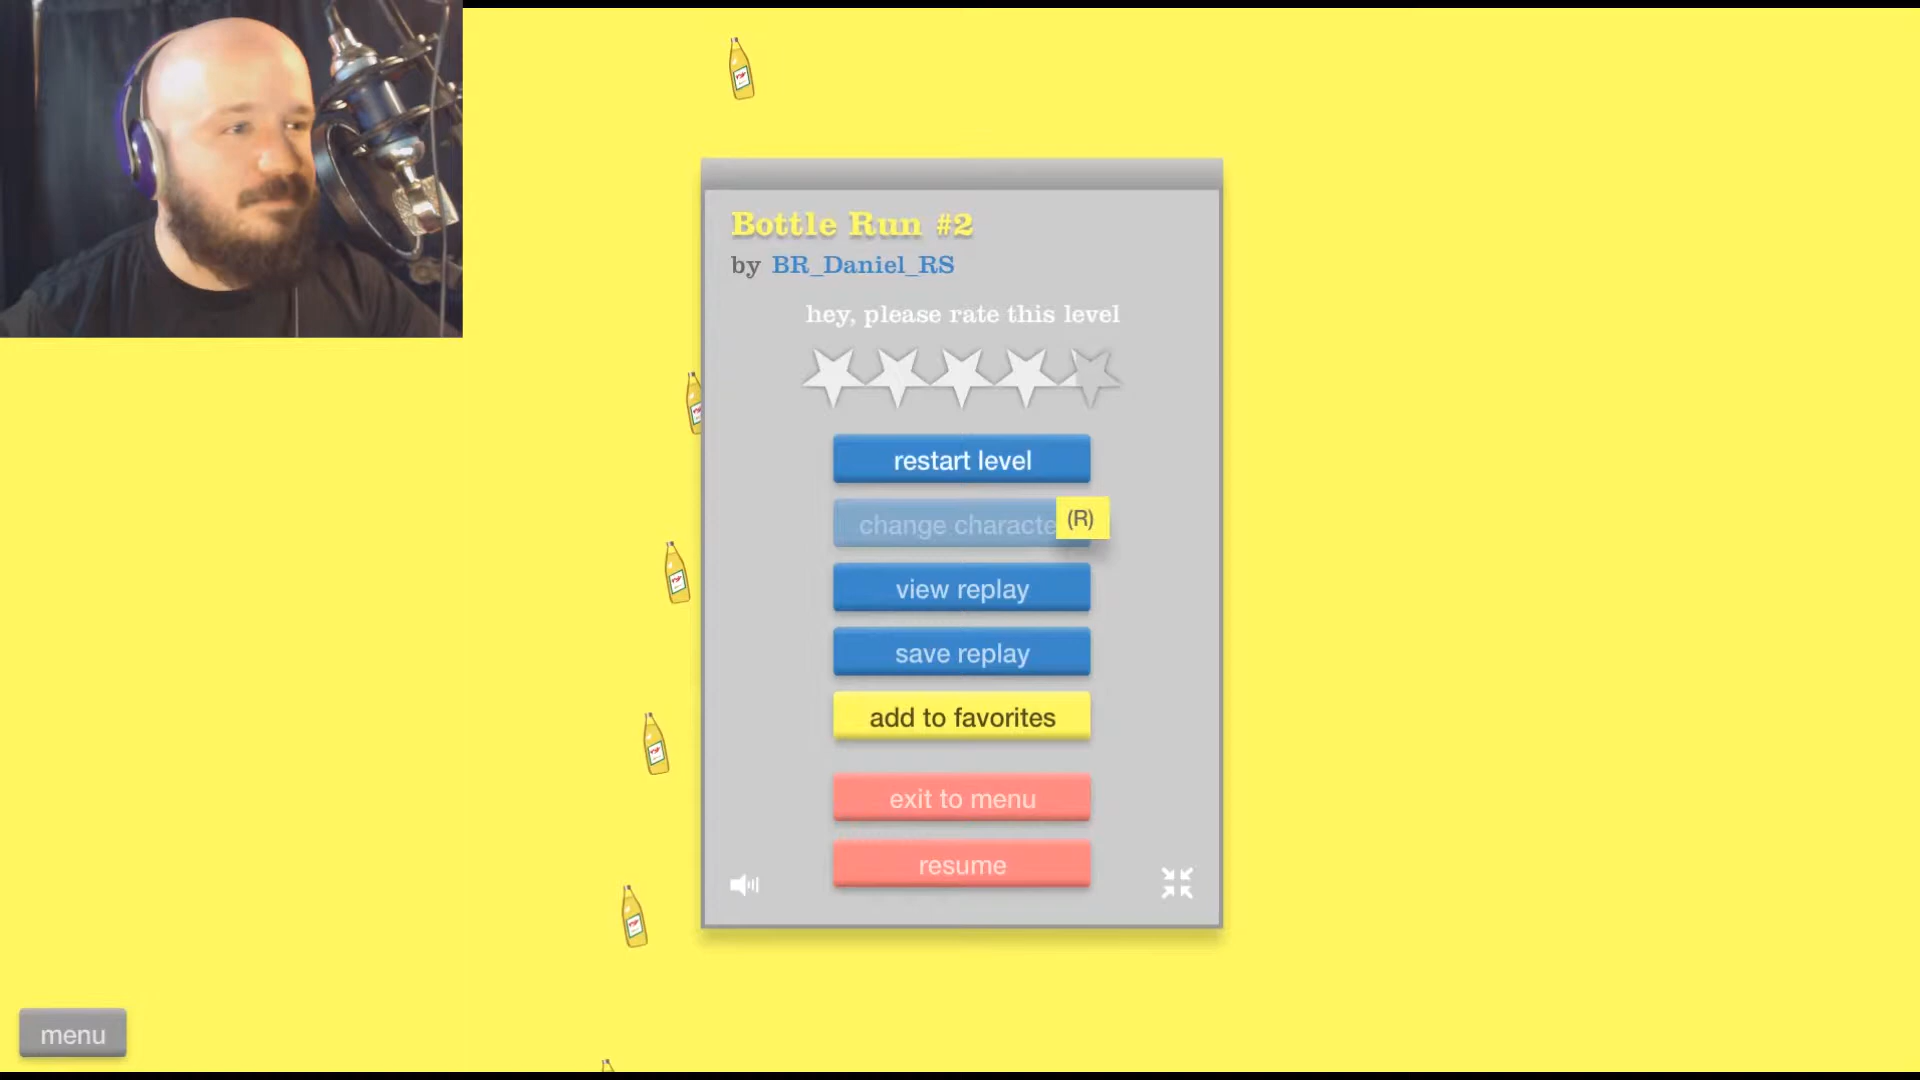 Bottle Run #2
by BR_Daniel_RS
hey, please rate this level
restart level
change characte
(R)
view replay
save replay
add to favorites
exit to menu
resume
menu